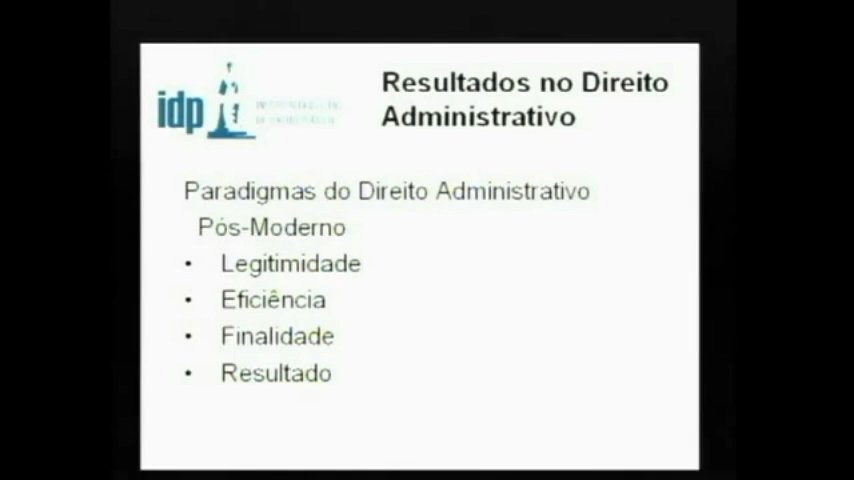 idp
Resultados no Direito
Administrativo
Paradigmas do Direito Administrativo
Pós-Moderno
• Legitimidade
• Eficiência
• Finalidade
• Resultado